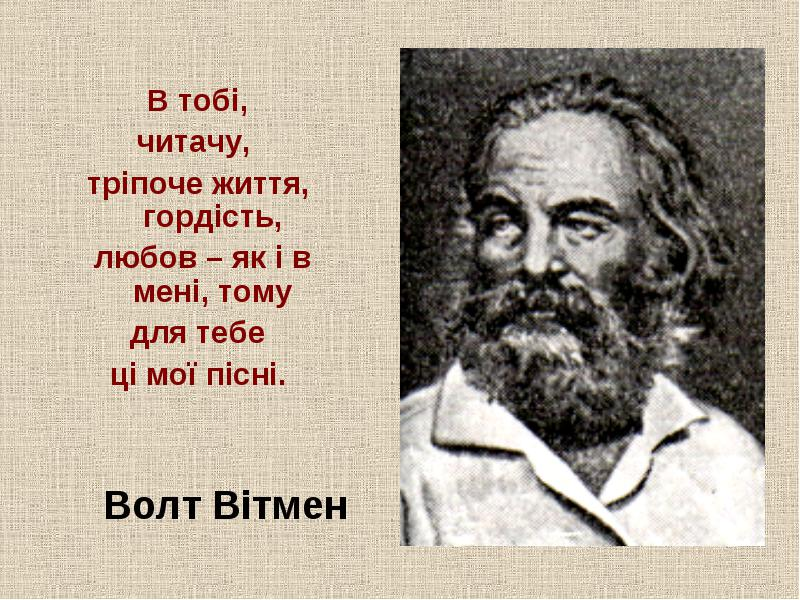 В тобі,
читачу,
тріпоче життя,
гордість,
любов – як і в
мені, тому
для тебе
ці мої пісні.
Волт Вітмен